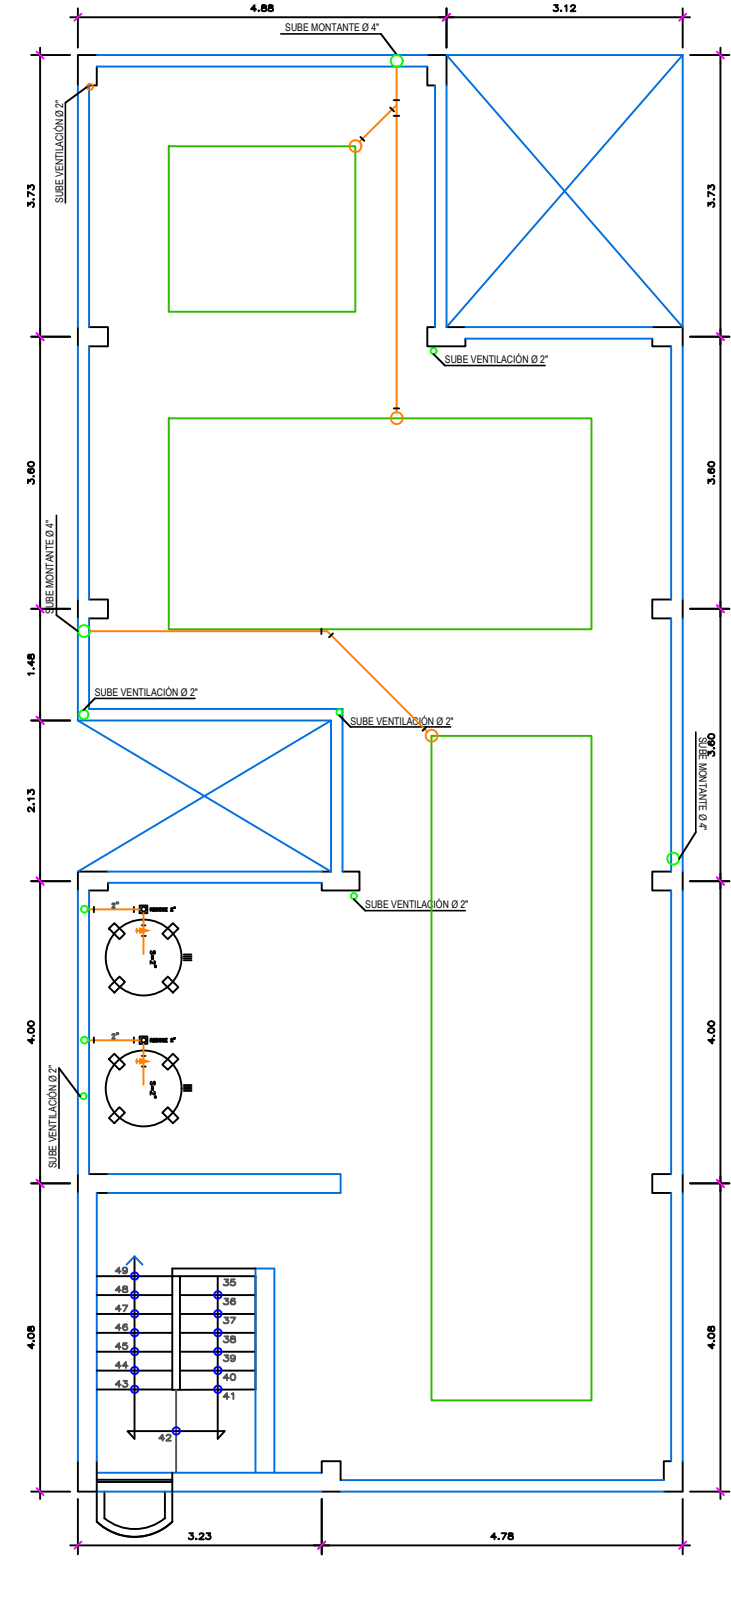 4.88
3.12
SUBE MONTANTE Ø 4"
SUBE VENTILACIÓN Ø 2"
3.73
3.73
SUBE VENTILACIÓN Ø 2"
3.60
3.60
SUBE MONTANTE Ø 4"
1.48
SUBE VENTILACIÓN Ø 2"
SUBE VENTILACIÓN Ø 2"
3.60
SUBE MONTANTE Ø 4"
2.13
SUBE VENTILACIÓN Ø 2"
2"
S=2"
4.00
4.00
2"
S=2"
SUBE VENTILACIÓN Ø 2"
49
35
48
36
47
37
46
38
45
39
44
40
43
41
42
4.08
4.08
3.23
4.78